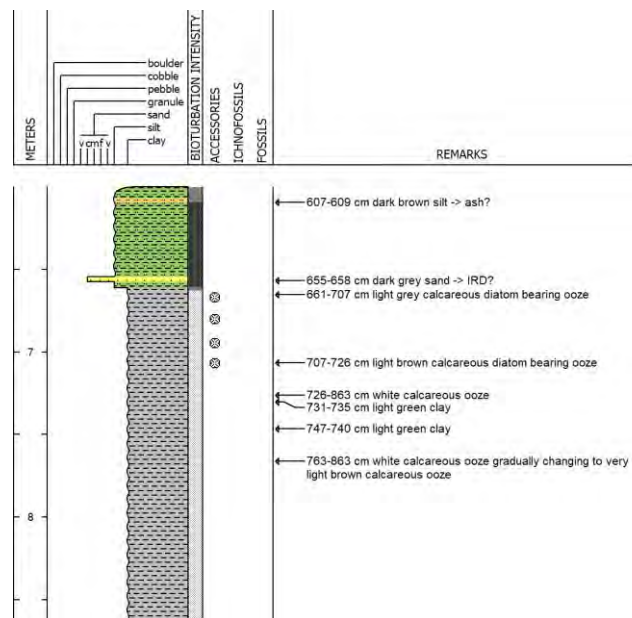 METERS
boulder
cobble
pebble
granule
sand
silt
v c m f v
clay
BIOTURBATION INTENSITY
ACCESSORIES
ICHNOFOSSILS
FOSSILS
REMARKS
607-609 cm dark brown silt -> ash?
655-658 cm dark grey sand -> IRD?
661-707 cm light grey calcareous diatom bearing ooze
7
707-726 cm light brown calcareous diatom bearing ooze
726-863 cm white calcareous ooze
731-735 cm light green clay
747-740 cm light green clay
763-863 cm white calcareous ooze gradually changing to very
light brown calcareous ooze
8